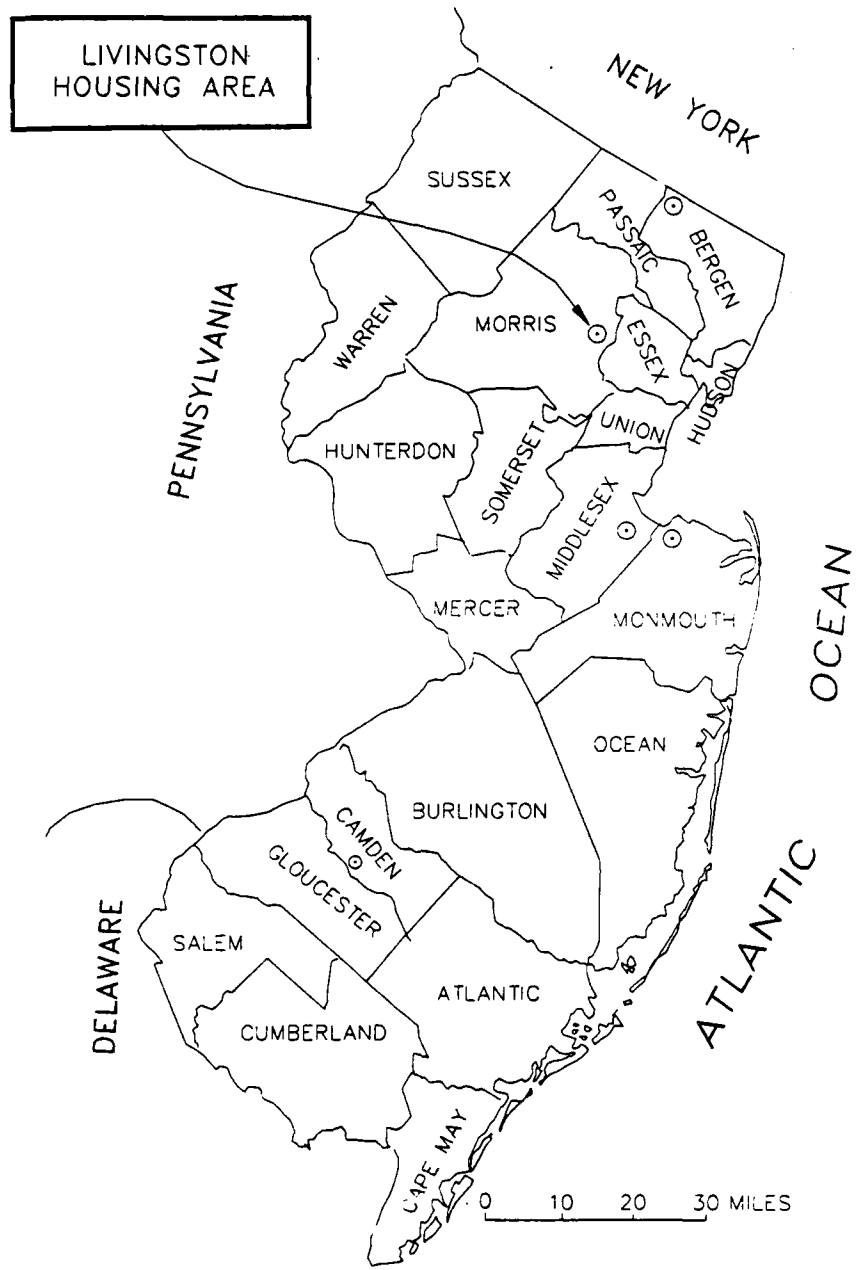 LIVINGSTON
HOUSING AREA
NEW YORK
SUSSEX
PASSAIC
BERGEN
WARREN
MORRIS
ESSEX
HUDSON
PENNSYLVANIA
UNION
HUNTERDON
SOMERSET
MIDDLESEX
MERCER
MONMOUTH
OCEAN
OCEAN
BURLINGTON
CAMDEN
GLOUCESTER
ATLANTIC
DELAWARE
SALEM
ATLANTIC
CUMBERLAND
CAPE MAY
0 10 20 30 MILES